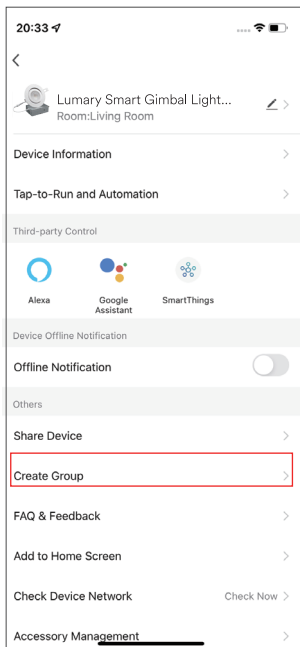 20:33
Lumary Smart Gimbal Light...
Room:Living Room
Device Information
Tap-to-Run and Automation
Third-party Control
Alexa
Google
Assistant
SmartThings
Device Offline Notification
Offline Notification
Others
Share Device
Create Group
FAQ & Feedback
Add to Home Screen
Check Device Network Check Now
Accessory Management